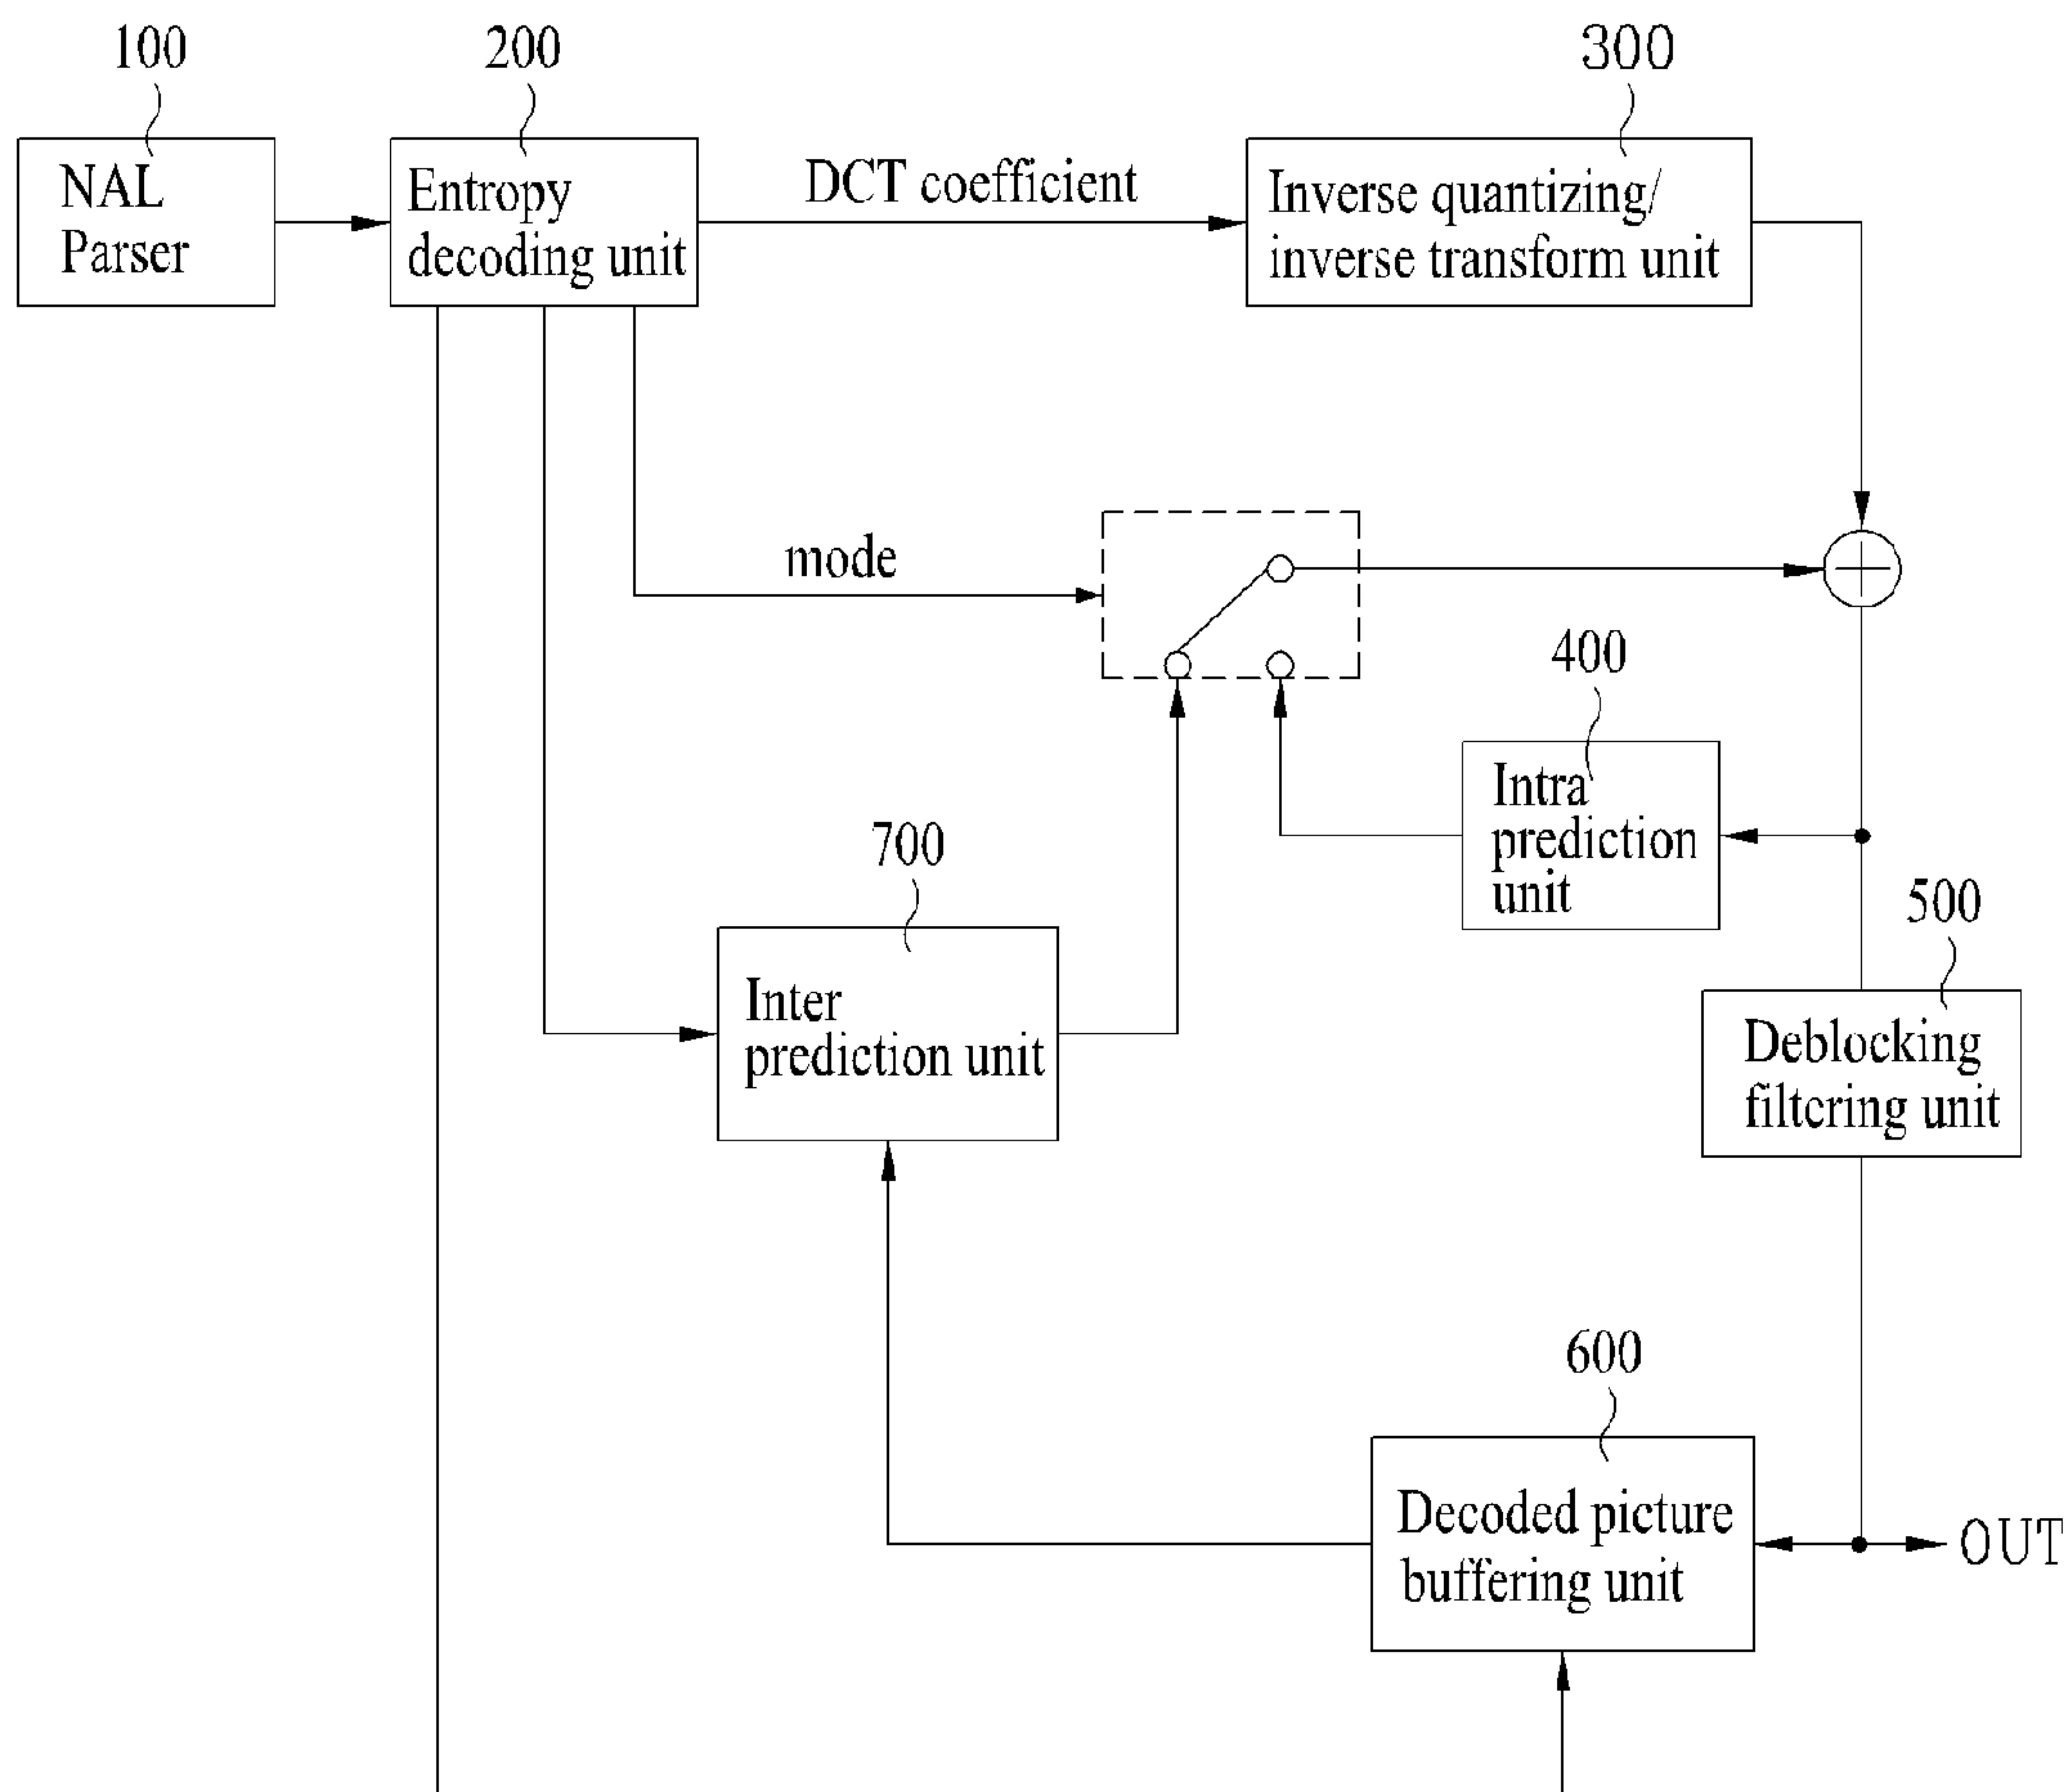 100
200
300
NAL
Parser
Entropy
decoding unit
DCT coefficient
Inverse quantizing/
inverse transform unit
mode
400
Intra
prediction
unit
700
Inter
prediction unit
500
Deblocking
filtering unit
600
Decoded picture
buffering unit
OUT